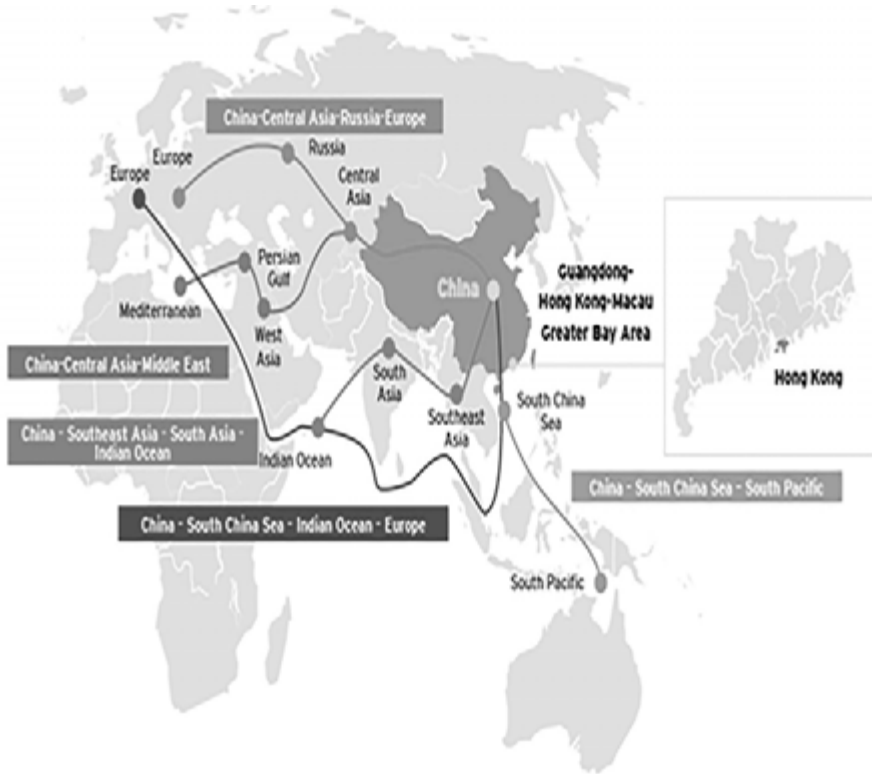 China-Central Asia-Russia-Europe
Russia
Europe
Europe
Central
Asia
Persian
Gulf
Mediterranean
West
Asia
China
Guangdong-
Hong Kong-Macau
Greater Bay Area
Hong Kong
China-Central Asia-Middle East
South
Asia
Southeast
Asia
South China
Sea
China - Southeast Asia - South Asia -
Indian Ocean
Indian Ocean
China - South China Sea - South Pacific
China - South China Sea - Indian Ocean - Europe
South Pacific